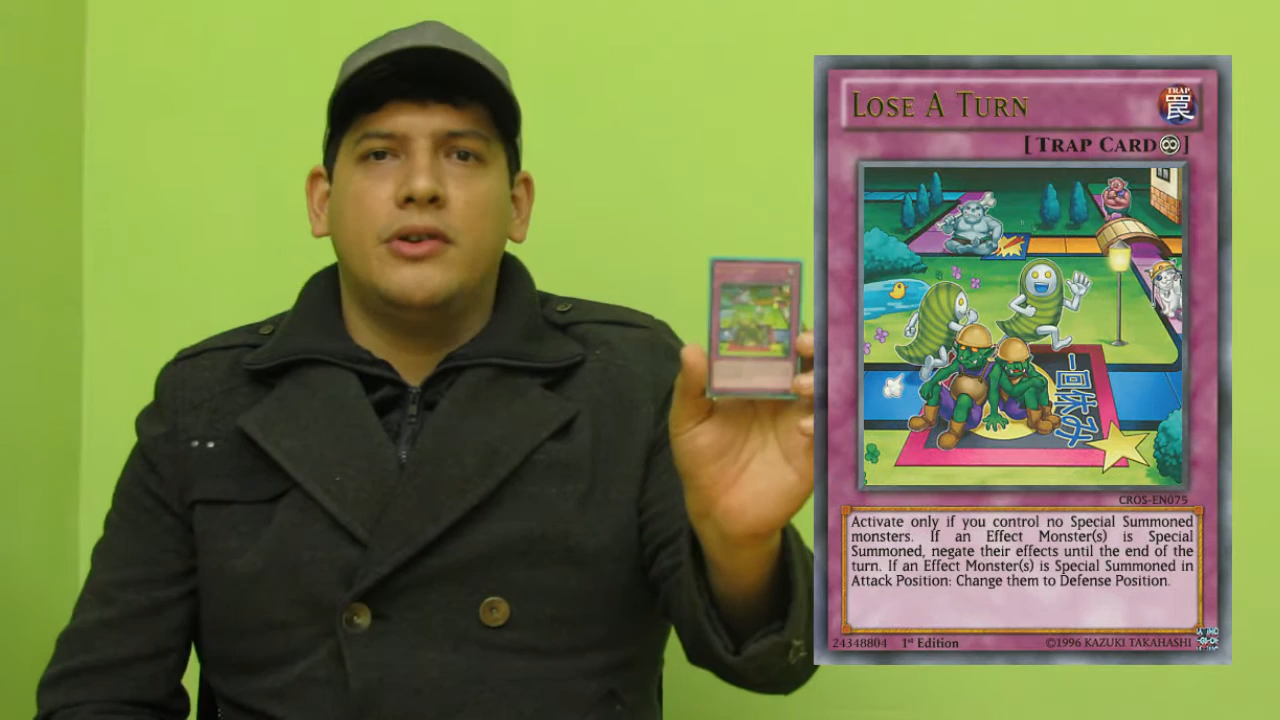 LOSE A TURN
TRAP
罠
[ TRAP CARD ]
一回休み
CROS-EN075
Activate only if you control no Special Summoned
monsters. If an Effect Monster(s) is Special
Summoned, negate their effects until the end of the
turn. If an Effect Monster(s) is Special Summoned in
Attack Position: Change them to Defense Position.
24348804 1st Edition ©1996 KAZUKI TAKAHASHI